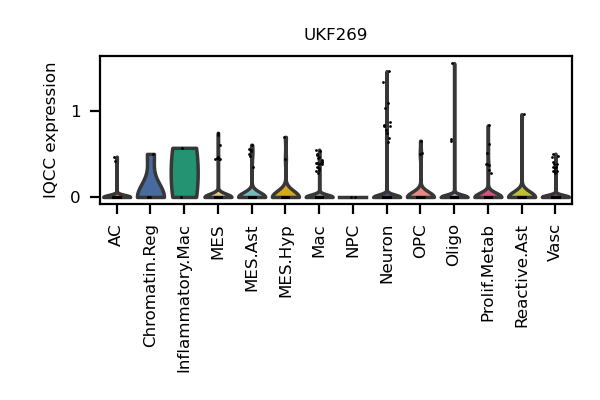 UKF269
IQCC expression
1
0
AC
Chromatin.Reg
Inflammatory.Mac
MES
MES.Ast
MES.Hyp
Mac
NPC
Neuron
OPC
Oligo
Prolif.Metab
Reactive.Ast
Vasc